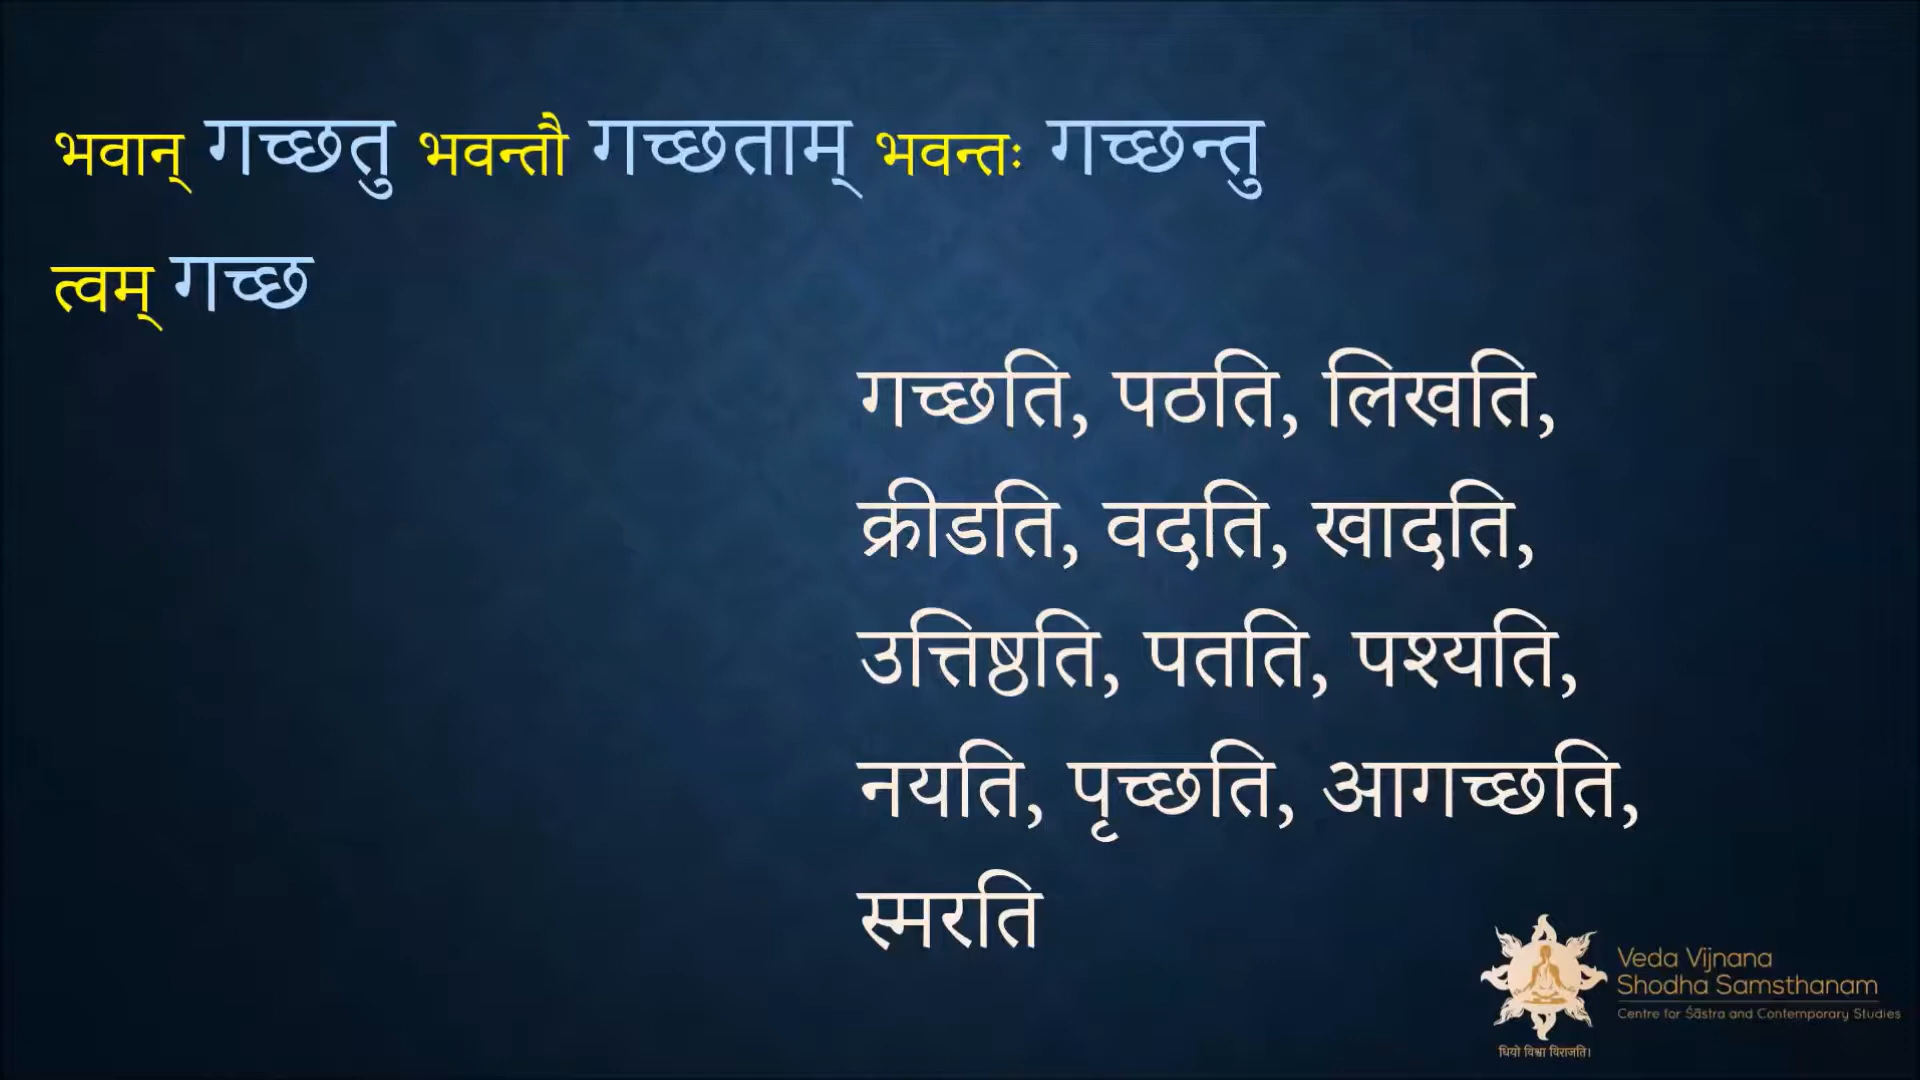 भवान् गच्छतु भवन्तौ गच्छताम् भवन्तः गच्छन्तु
त्वम् गच्छ
गच्छति, पठति, लिखति,
क्रीडति, वदति, खादति,
उत्तिष्ठति, पतति, पश्यति,
नयति, पृच्छति, आगच्छति,
स्मरति
Veda Vijnana
Shodha Samsthanam
Centre for Śāstra and Contemporary Studies
धियो विश्वा विराजति।